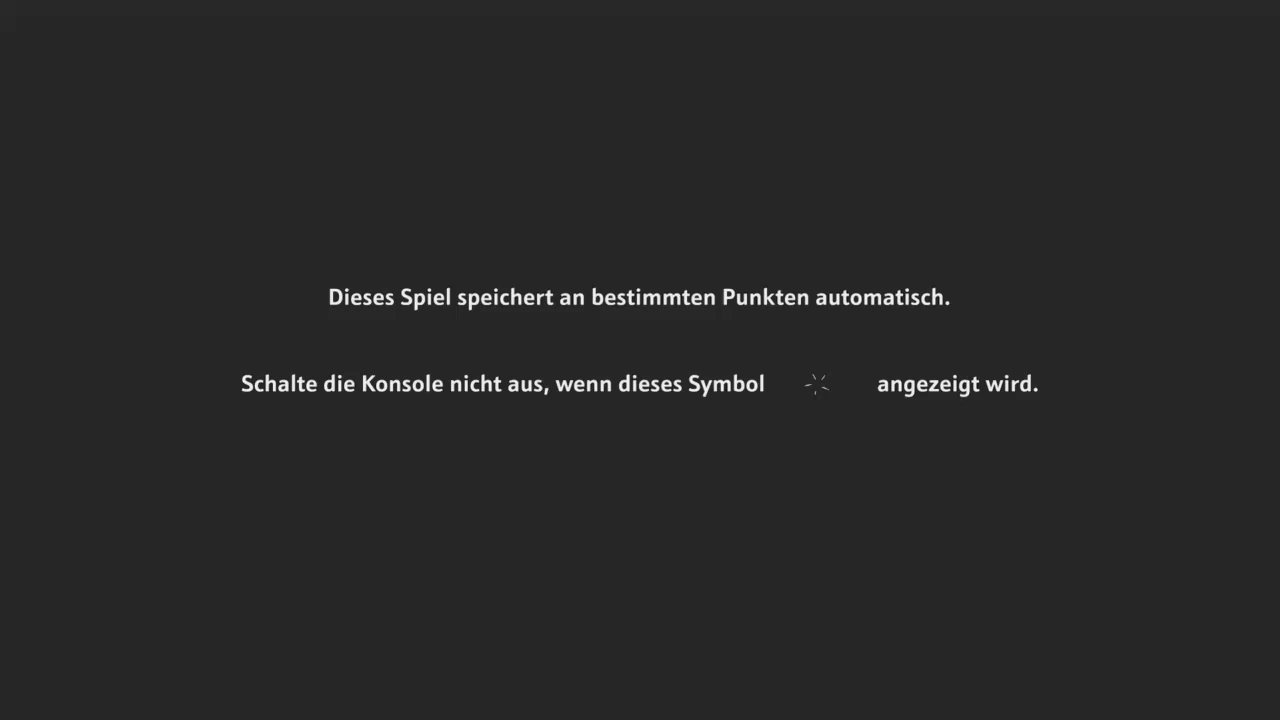 Dieses Spiel speichert an bestimmten Punkten automatisch.
Schalte die Konsole nicht aus, wenn dieses Symbol angezeigt wird.